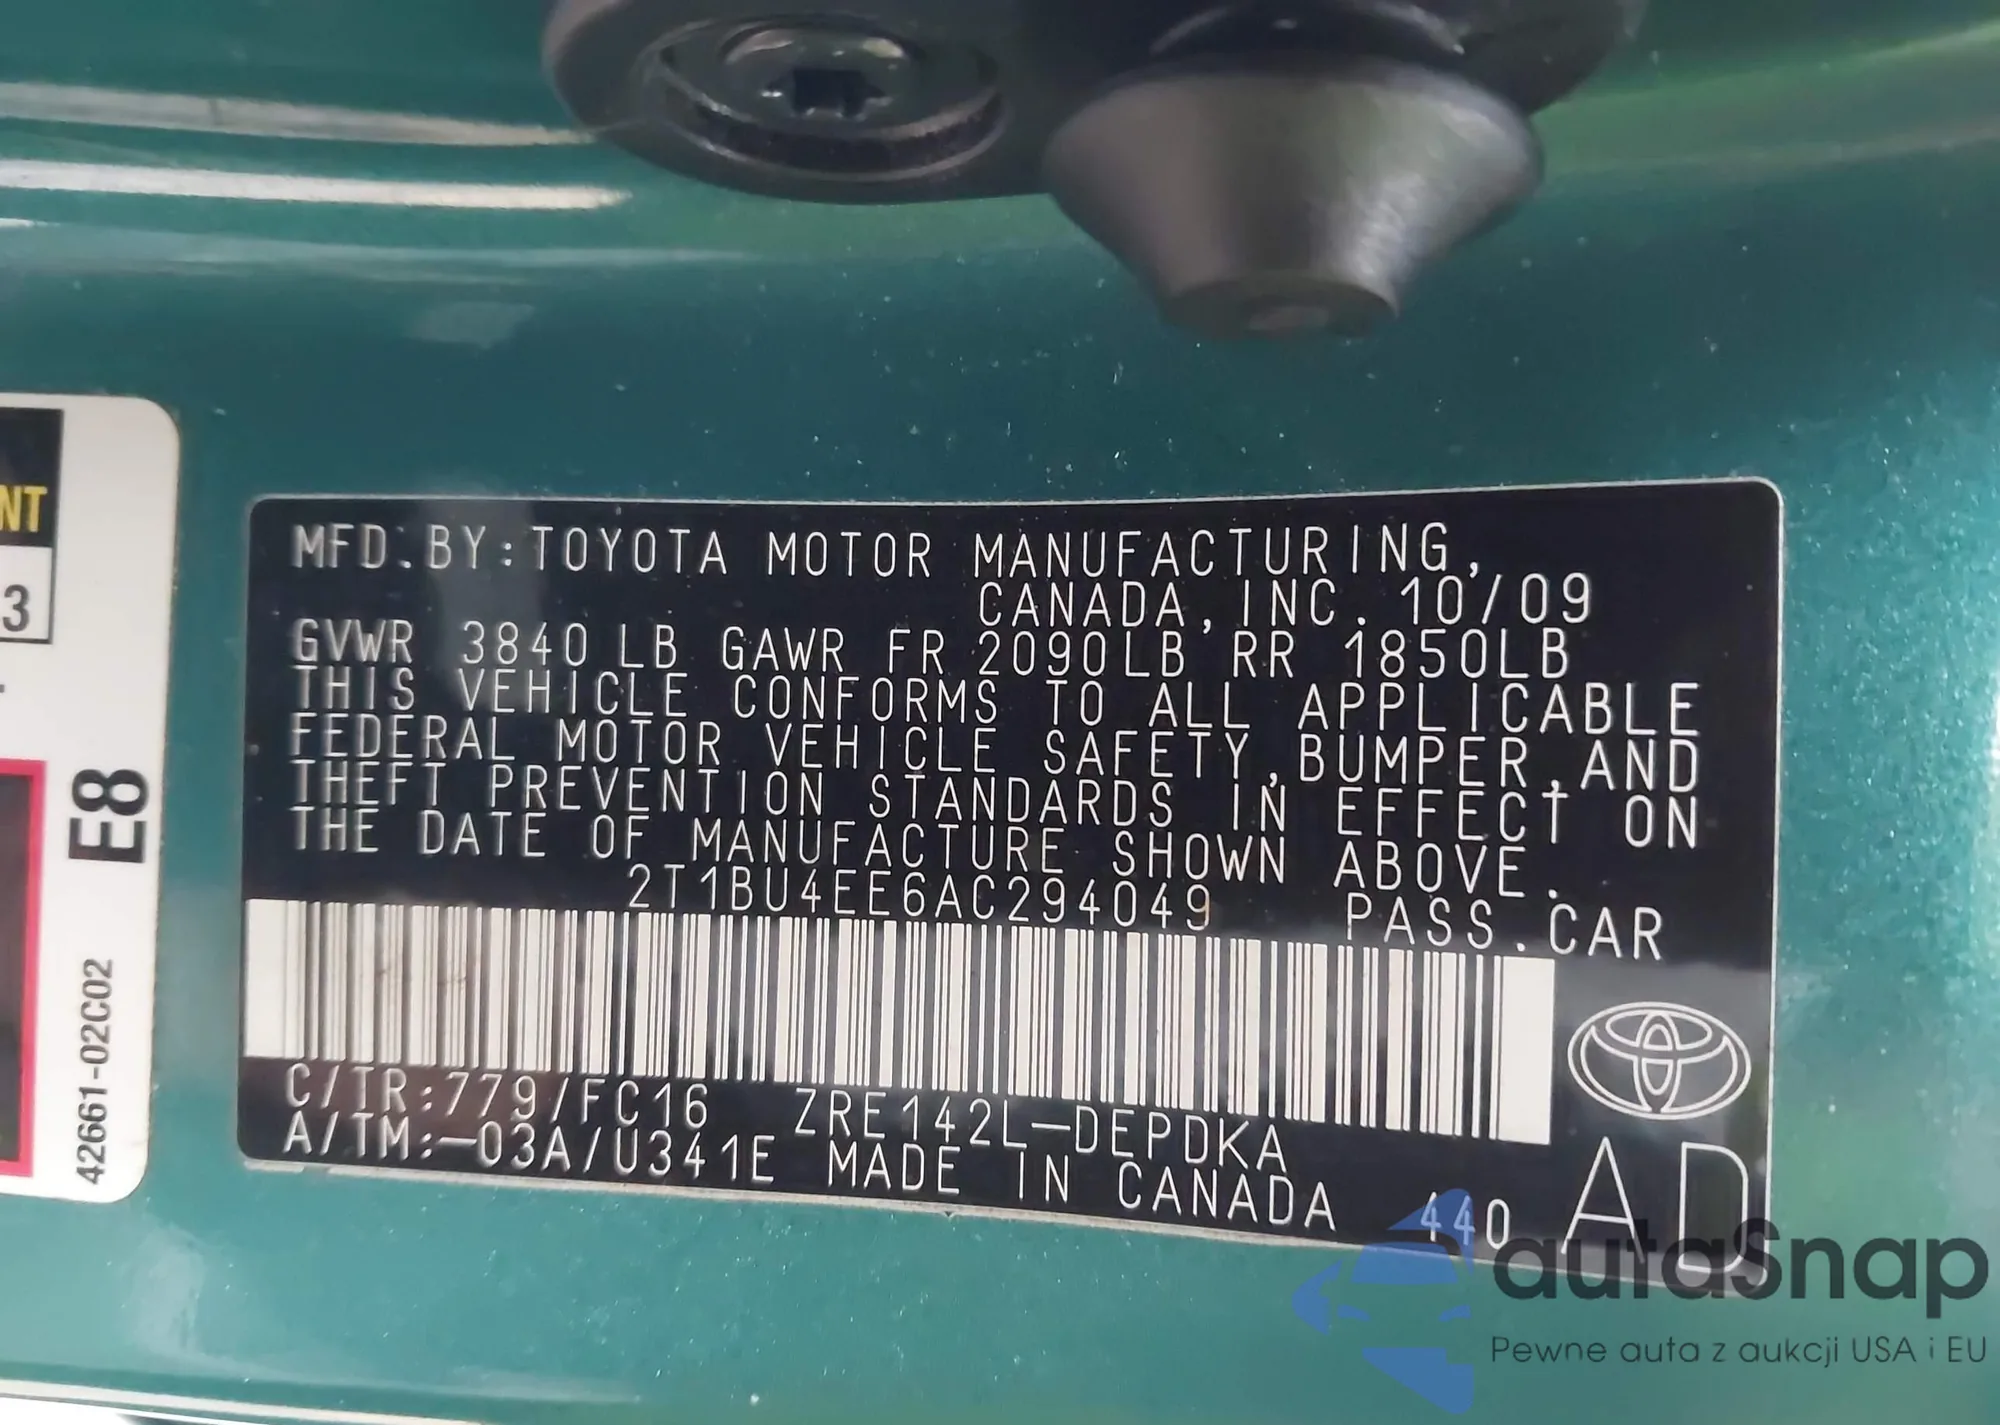 MFD. BY: TOYOTA MOTOR MANUFACTURING,
CANADA, INC. 10/09
GVWR 3840 LB GAWR FR 2090LB RR 1850LB
THIS VEHICLE CONFORMS TO ALL APPLICABLE
FEDERAL MOTOR VEHICLE SAFETY, BUMPER, AND
THEFT PREVENTION STANDARDS IN EFFECT ON
THE DATE OF MANUFACTURE SHOWN ABOVE.
2T1BU4EE6AC294049 PASS. CAR
C/TR:779/FC16 ZRE142L-DEPDKA
A/TM:-03A/U341E MADE IN CANADA 440 AD
NT
3
E8
42661-02C02
autaSnap
Pewne auta z aukcji USA i EU